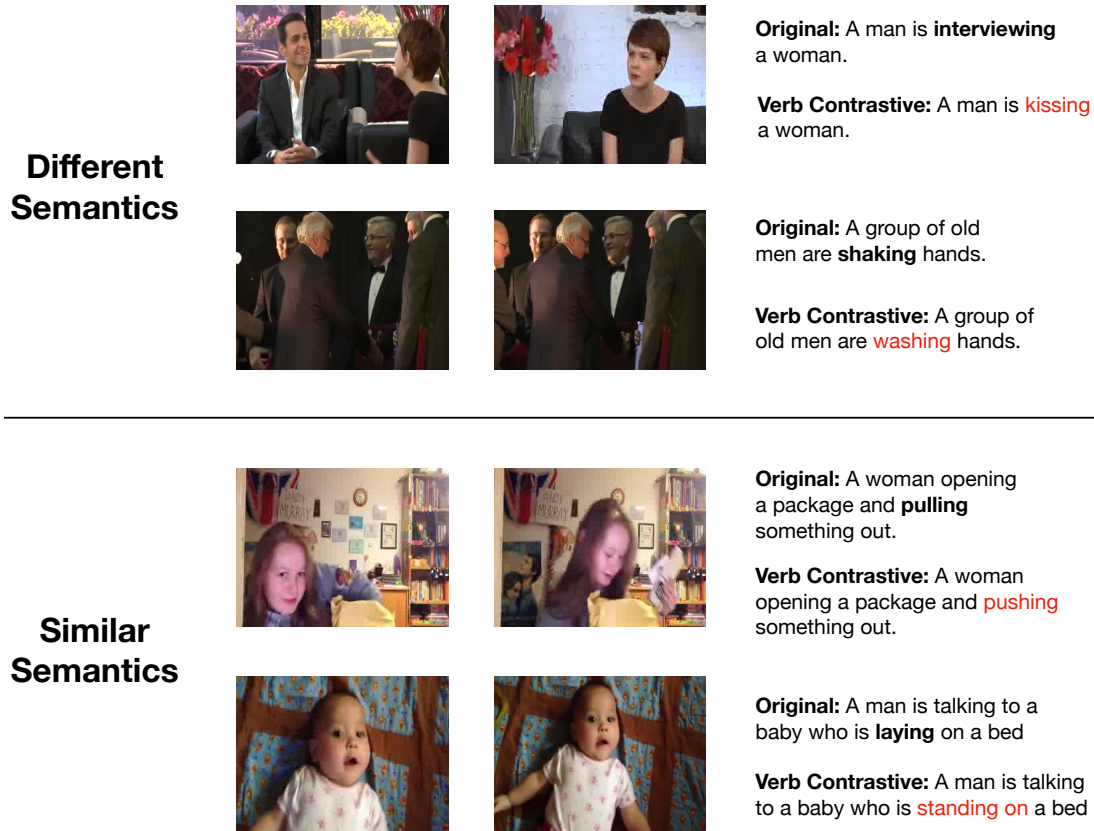 Different
Semantics
Original: A man is interviewing
a woman.
Verb Contrastive: A man is kissing
a woman.
Original: A group of old
men are shaking hands.
Verb Contrastive: A group of
old men are washing hands.
Similar
Semantics
ANDY
MURRAY
Original: A woman opening
a package and pulling
something out.
Verb Contrastive: A woman
opening a package and pushing
something out.
Original: A man is talking to a
baby who is laying on a bed
Verb Contrastive: A man is talking
to a baby who is standing on a bed